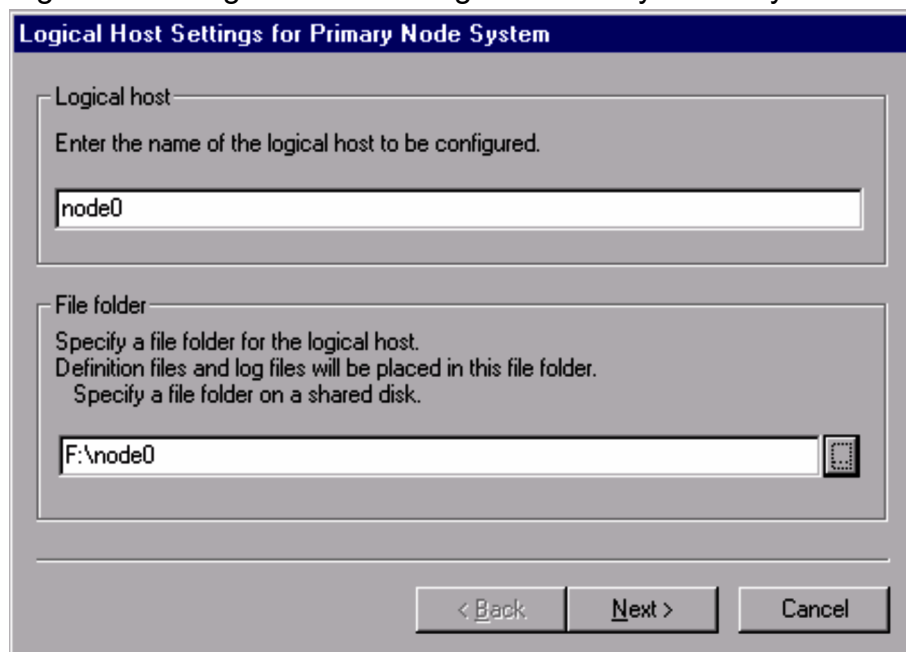 Logical Host Settings for Primary Node System
Logical host
Enter the name of the logical host to be configured.
node0
File folder
Specify a file folder for the logical host.
Definition files and log files will be placed in this file folder.
Specify a file folder on a shared disk.
F:\node0
...
< Back Next > Cancel